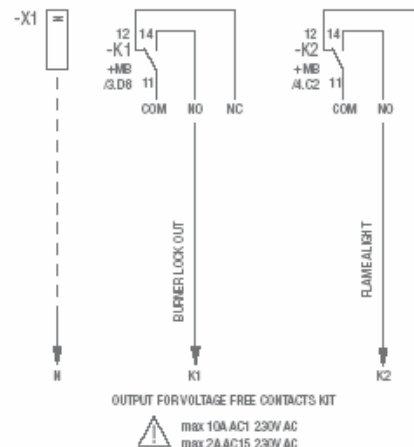 -X1
12 14
-K1
+MB
/3.D8 11
COM NO NC
12 14
-K2
+MB
/4.C2 11
COM NO
BURNER LOCK OUT
FLAME ALIGHT
N K1 K2
OUTPUT FOR VOLTAGE FREE CONTACTS KIT
max 10A AC1 230V AC
max 2A AC15 230V AC